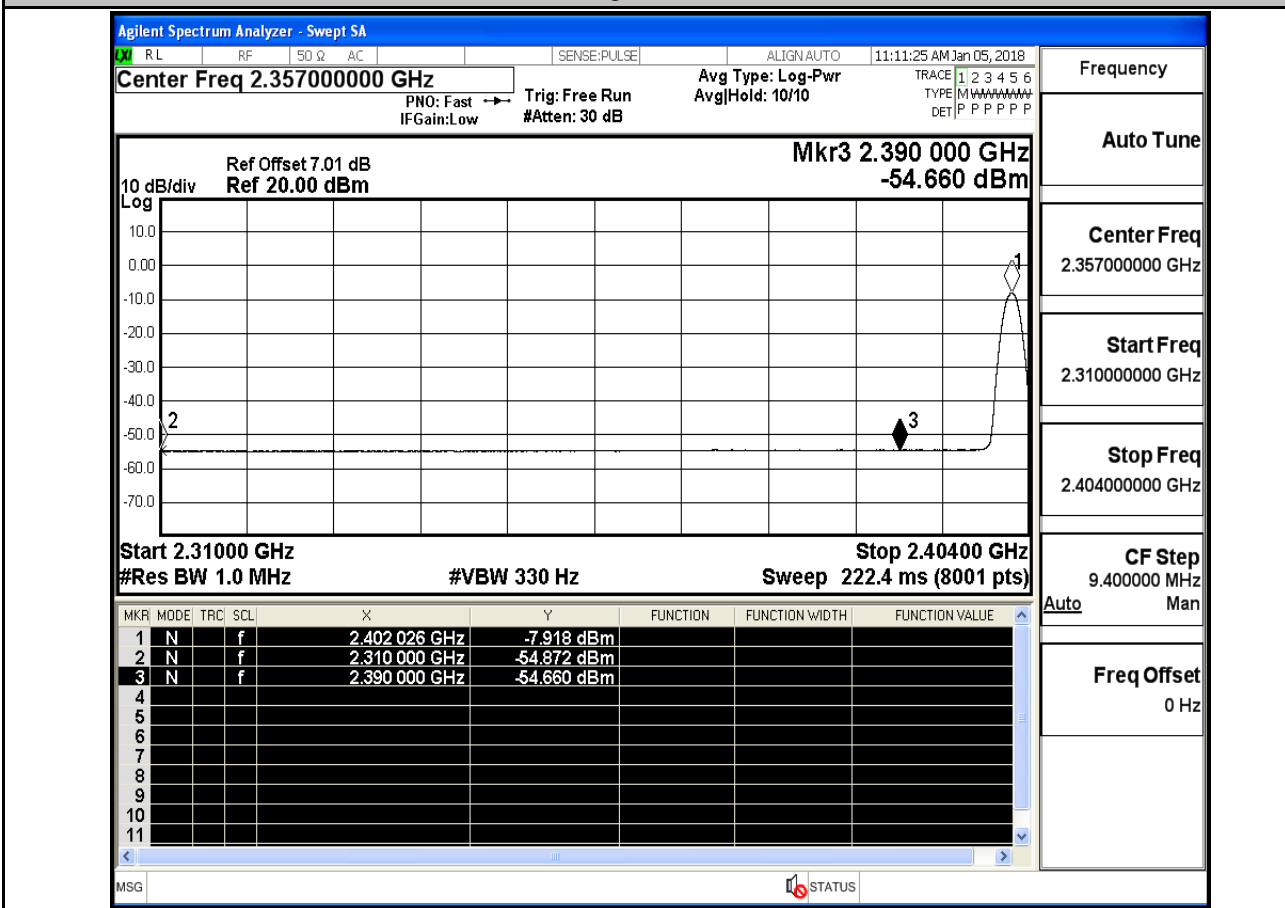 Agilent Spectrum Analyzer - Swept SA
LXI RL RF 50 Ω AC SENSE:PULSE ALIGN AUTO 11:11:25 AM Jan 05, 2018
Center Freq 2.357000000 GHz
PNO: Fast
IFGain:Low
Trig: Free Run
#Atten: 30 dB
Avg Type: Log-Pwr
Avg|Hold: 10/10
TRACE 1 2 3 4 5 6
TYPE M WWWWW
DET P P P P P P
Ref Offset 7.01 dB
Ref 20.00 dBm
10 dB/div
Log
Mkr3 2.390 000 GHz
-54.660 dBm
10.0
0.00
-10.0
-20.0
-30.0
-40.0
-50.0
-60.0
-70.0
1
2
3
Start 2.31000 GHz Stop 2.40400 GHz
#Res BW 1.0 MHz #VBW 330 Hz Sweep 222.4 ms (8001 pts)
MKR MODE TRC SCL X Y FUNCTION FUNCTION WIDTH FUNCTION VALUE
1 N f 2.402 026 GHz -7.918 dBm
2 N f 2.310 000 GHz -54.872 dBm
3 N f 2.390 000 GHz -54.660 dBm
4
5
6
7
8
9
10
11
MSG STATUS
Frequency
Auto Tune
Center Freq
2.357000000 GHz
Start Freq
2.310000000 GHz
Stop Freq
2.404000000 GHz
CF Step
9.400000 MHz
Auto Man
Freq Offset
0 Hz